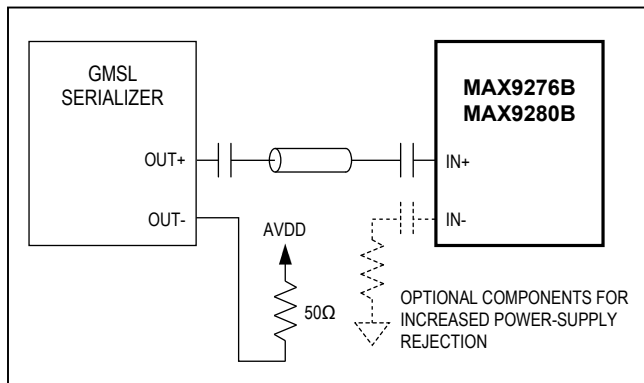 GMSL
SERIALIZER
MAX9276B
MAX9280B
OUT+
IN+
OUT-
AVDD
IN-
50Ω
OPTIONAL COMPONENTS FOR
INCREASED POWER-SUPPLY
REJECTION